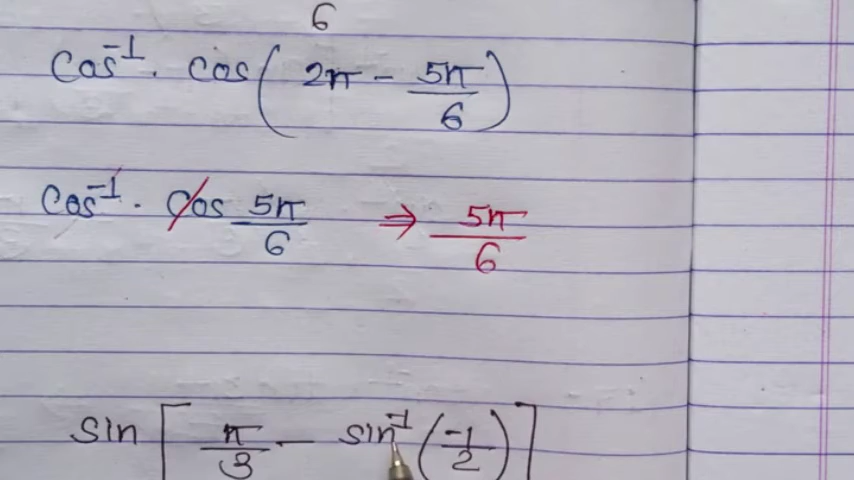 6
cos⁻¹ . cos(2π - 5π/6)
cos⁻¹ . cos 5π/6 ⇒ 5π/6
sin [π/3 - sin⁻¹(-1/2)]